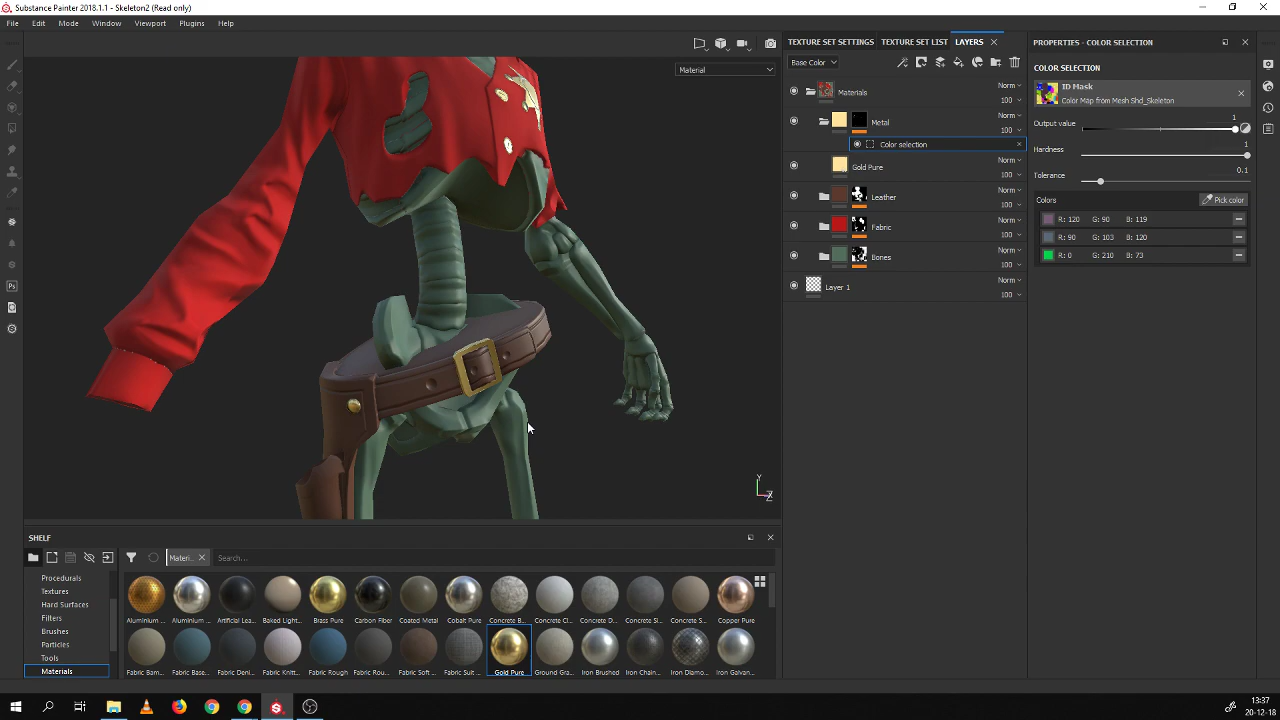 Substance Painter 2018.1.1 - Skeleton2 (Read only)
File Edit Mode Window Viewport Plugins Help
Material
Y
Z
TEXTURE SET SETTINGS TEXTURE SET LIST LAYERS
Base Color
Materials Norm 100
Metal Norm 100
Color selection
Gold Pure Norm 100
Leather Norm 100
Fabric Norm 100
Bones Norm 100
Layer 1 Norm 100
PROPERTIES - COLOR SELECTION
COLOR SELECTION
ID Mask
Color Map from Mesh Shd_Skeleton
Output value 1
Hardness 1
Tolerance 0.1
Colors Pick color
R: 120 G: 90 B: 119
R: 90 G: 103 B: 120
R: 0 G: 210 B: 73
SHELF
Materi... Search...
Procedurals
Textures
Hard Surfaces
Filters
Brushes
Particles
Tools
Materials
Aluminium ... Aluminium ... Artificial Lea... Baked Light... Brass Pure Carbon Fiber Coated Metal Cobalt Pure Concrete B... Concrete Cl... Concrete D... Concrete Si... Concrete S... Copper Pure
Fabric Bam... Fabric Base... Fabric Deni... Fabric Knitt... Fabric Rough Fabric Rou... Fabric Soft ... Fabric Suit ... Gold Pure Ground Gra... Iron Brushed Iron Chain... Iron Diamo... Iron Galvan...
13:37
20-12-18